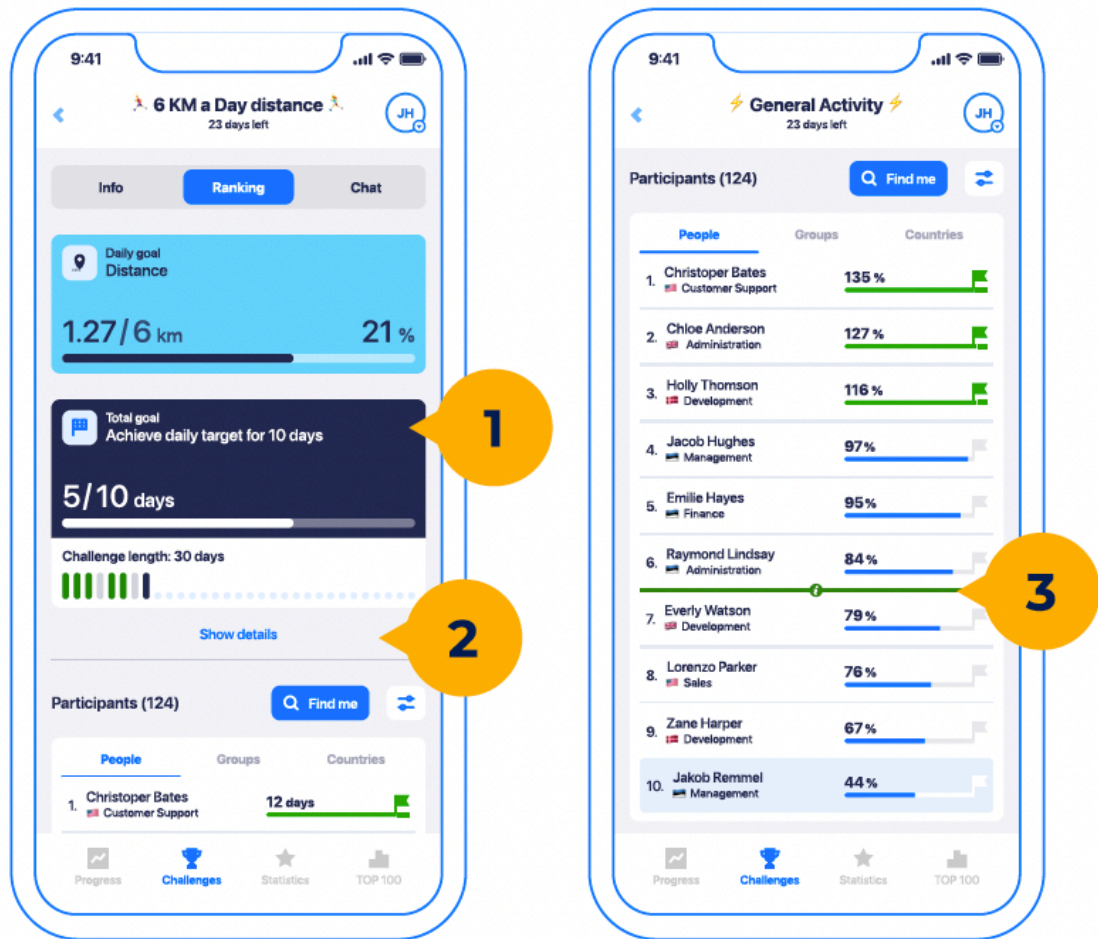 9:41
🏃 6 KM a Day distance 🏃
23 days left
JH
Info Ranking Chat
Daily goal
Distance
1.27/6 km 21 %
Total goal
Achieve daily target for 10 days
1
5/10 days
Challenge length: 30 days
Show details
2
Participants (124) Find me
People Groups Countries
1. Christoper Bates 12 days
Customer Support
Progress Challenges Statistics TOP 100
9:41
⚡ General Activity ⚡
23 days left
JH
Participants (124) Find me
People Groups Countries
1. Christoper Bates 135 %
Customer Support
2. Chloe Anderson 127 %
Administration
3. Holly Thomson 116 %
Development
4. Jacob Hughes 97%
Management
5. Emilie Hayes 95%
Finance
6. Raymond Lindsay 84%
Administration
i
3
7. Everly Watson 79%
Development
8. Lorenzo Parker 76%
Sales
9. Zane Harper 67%
Development
10. Jakob Remmel 44%
Management
Progress Challenges Statistics TOP 100